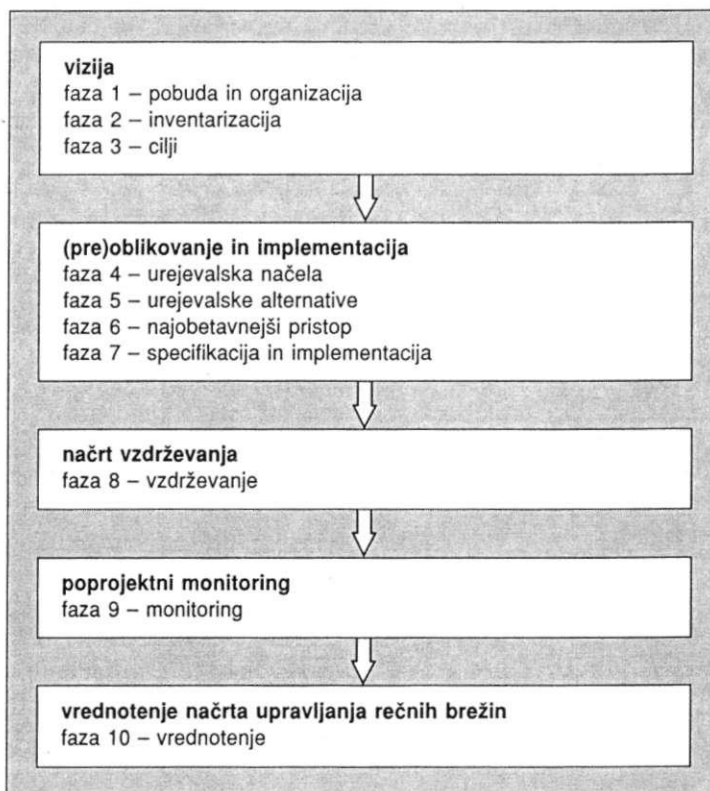 vizija
faza 1 – pobuda in organizacija
faza 2 – inventarizacija
faza 3 – cilji
(pre)oblikovanje in implementacija
faza 4 – urejevalska načela
faza 5 – urejevalske alternative
faza 6 – najobetavnejši pristop
faza 7 – specifikacija in implementacija
načrt vzdrževanja
faza 8 – vzdrževanje
poprojektni monitoring
faza 9 – monitoring
vrednotenje načrta upravljanja rečnih brežin
faza 10 – vrednotenje